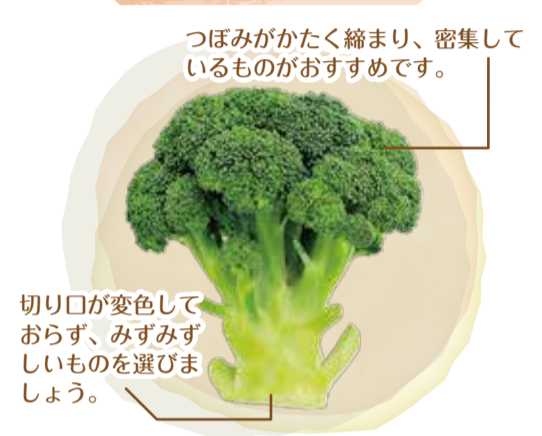 つぼみがかたく締まり、密集して
いるものがおすすめです。
切り口が変色して
おらず、みずみず
しいものを選びま
しょう。